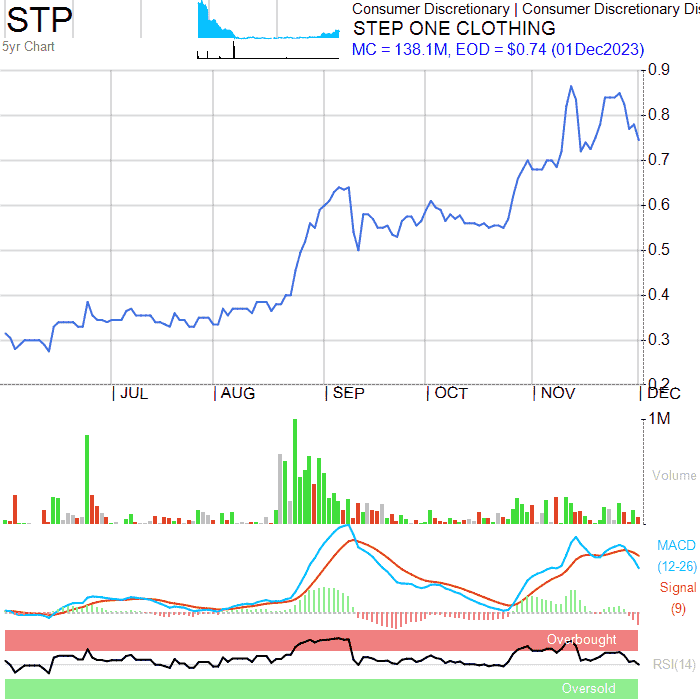 STP
5yr Chart
Consumer Discretionary | Consumer Discretionary Dis
STEP ONE CLOTHING
MC = 138.1M, EOD = $0.74 (01Dec2023)
0.9
0.8
0.7
0.6
0.5
0.4
0.3
0.2
JUL
AUG
SEP
OCT
NOV
DEC
1M
Volume
MACD
(12-26)
Signal
(9)
Overbought
RSI(14)
Oversold